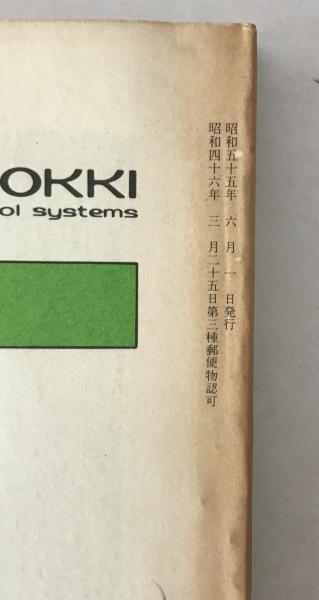 昭和五十五年 六 月 一 日発行
昭和四十六年 三 月二十五日第三種郵便物認可
OKKI
ol systems